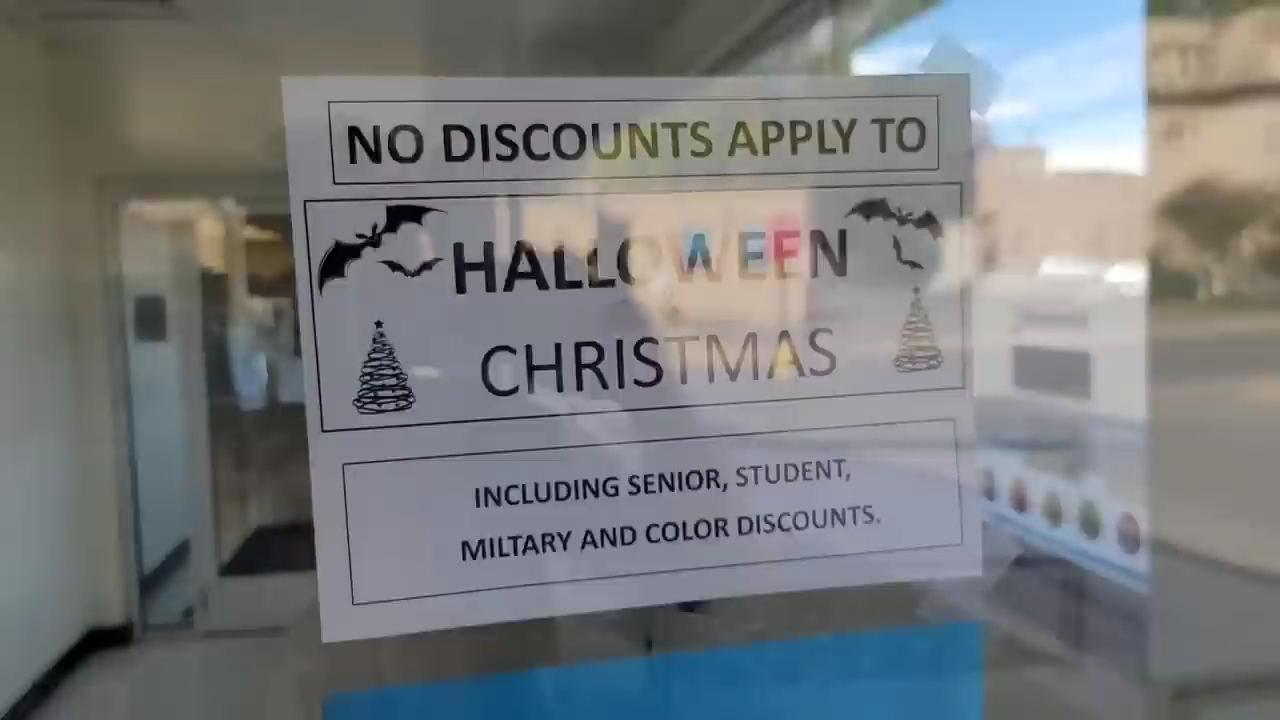 NO DISCOUNTS APPLY TO
HALLOWEEN
CHRISTMAS
INCLUDING SENIOR, STUDENT,
MILTARY AND COLOR DISCOUNTS.